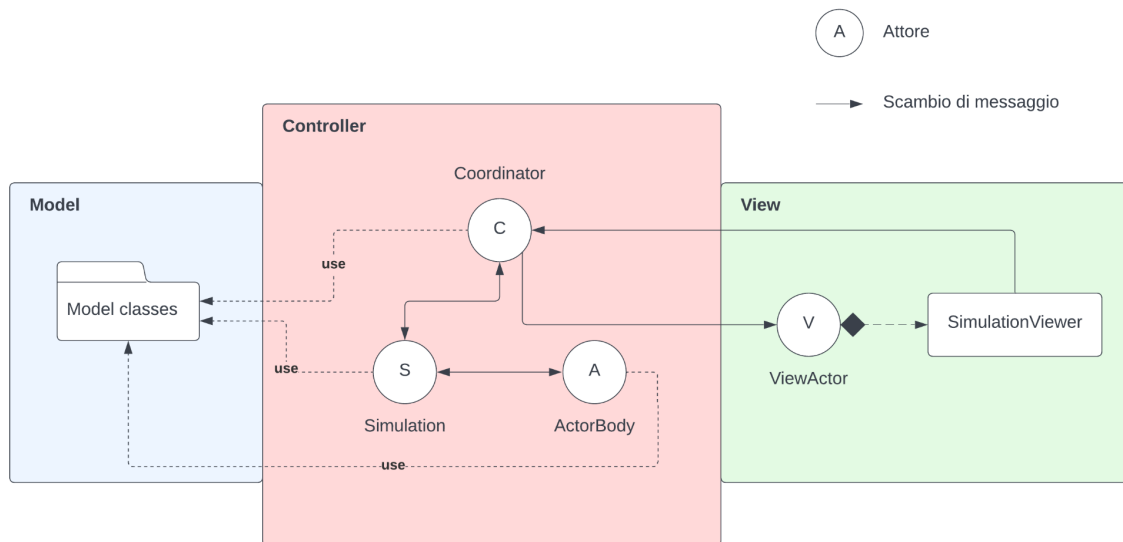 A
Attore
Scambio di messaggio
Controller
Coordinator
Model
View
C
use
Model classes
V
SimulationViewer
use
S
A
ViewActor
Simulation
ActorBody
use